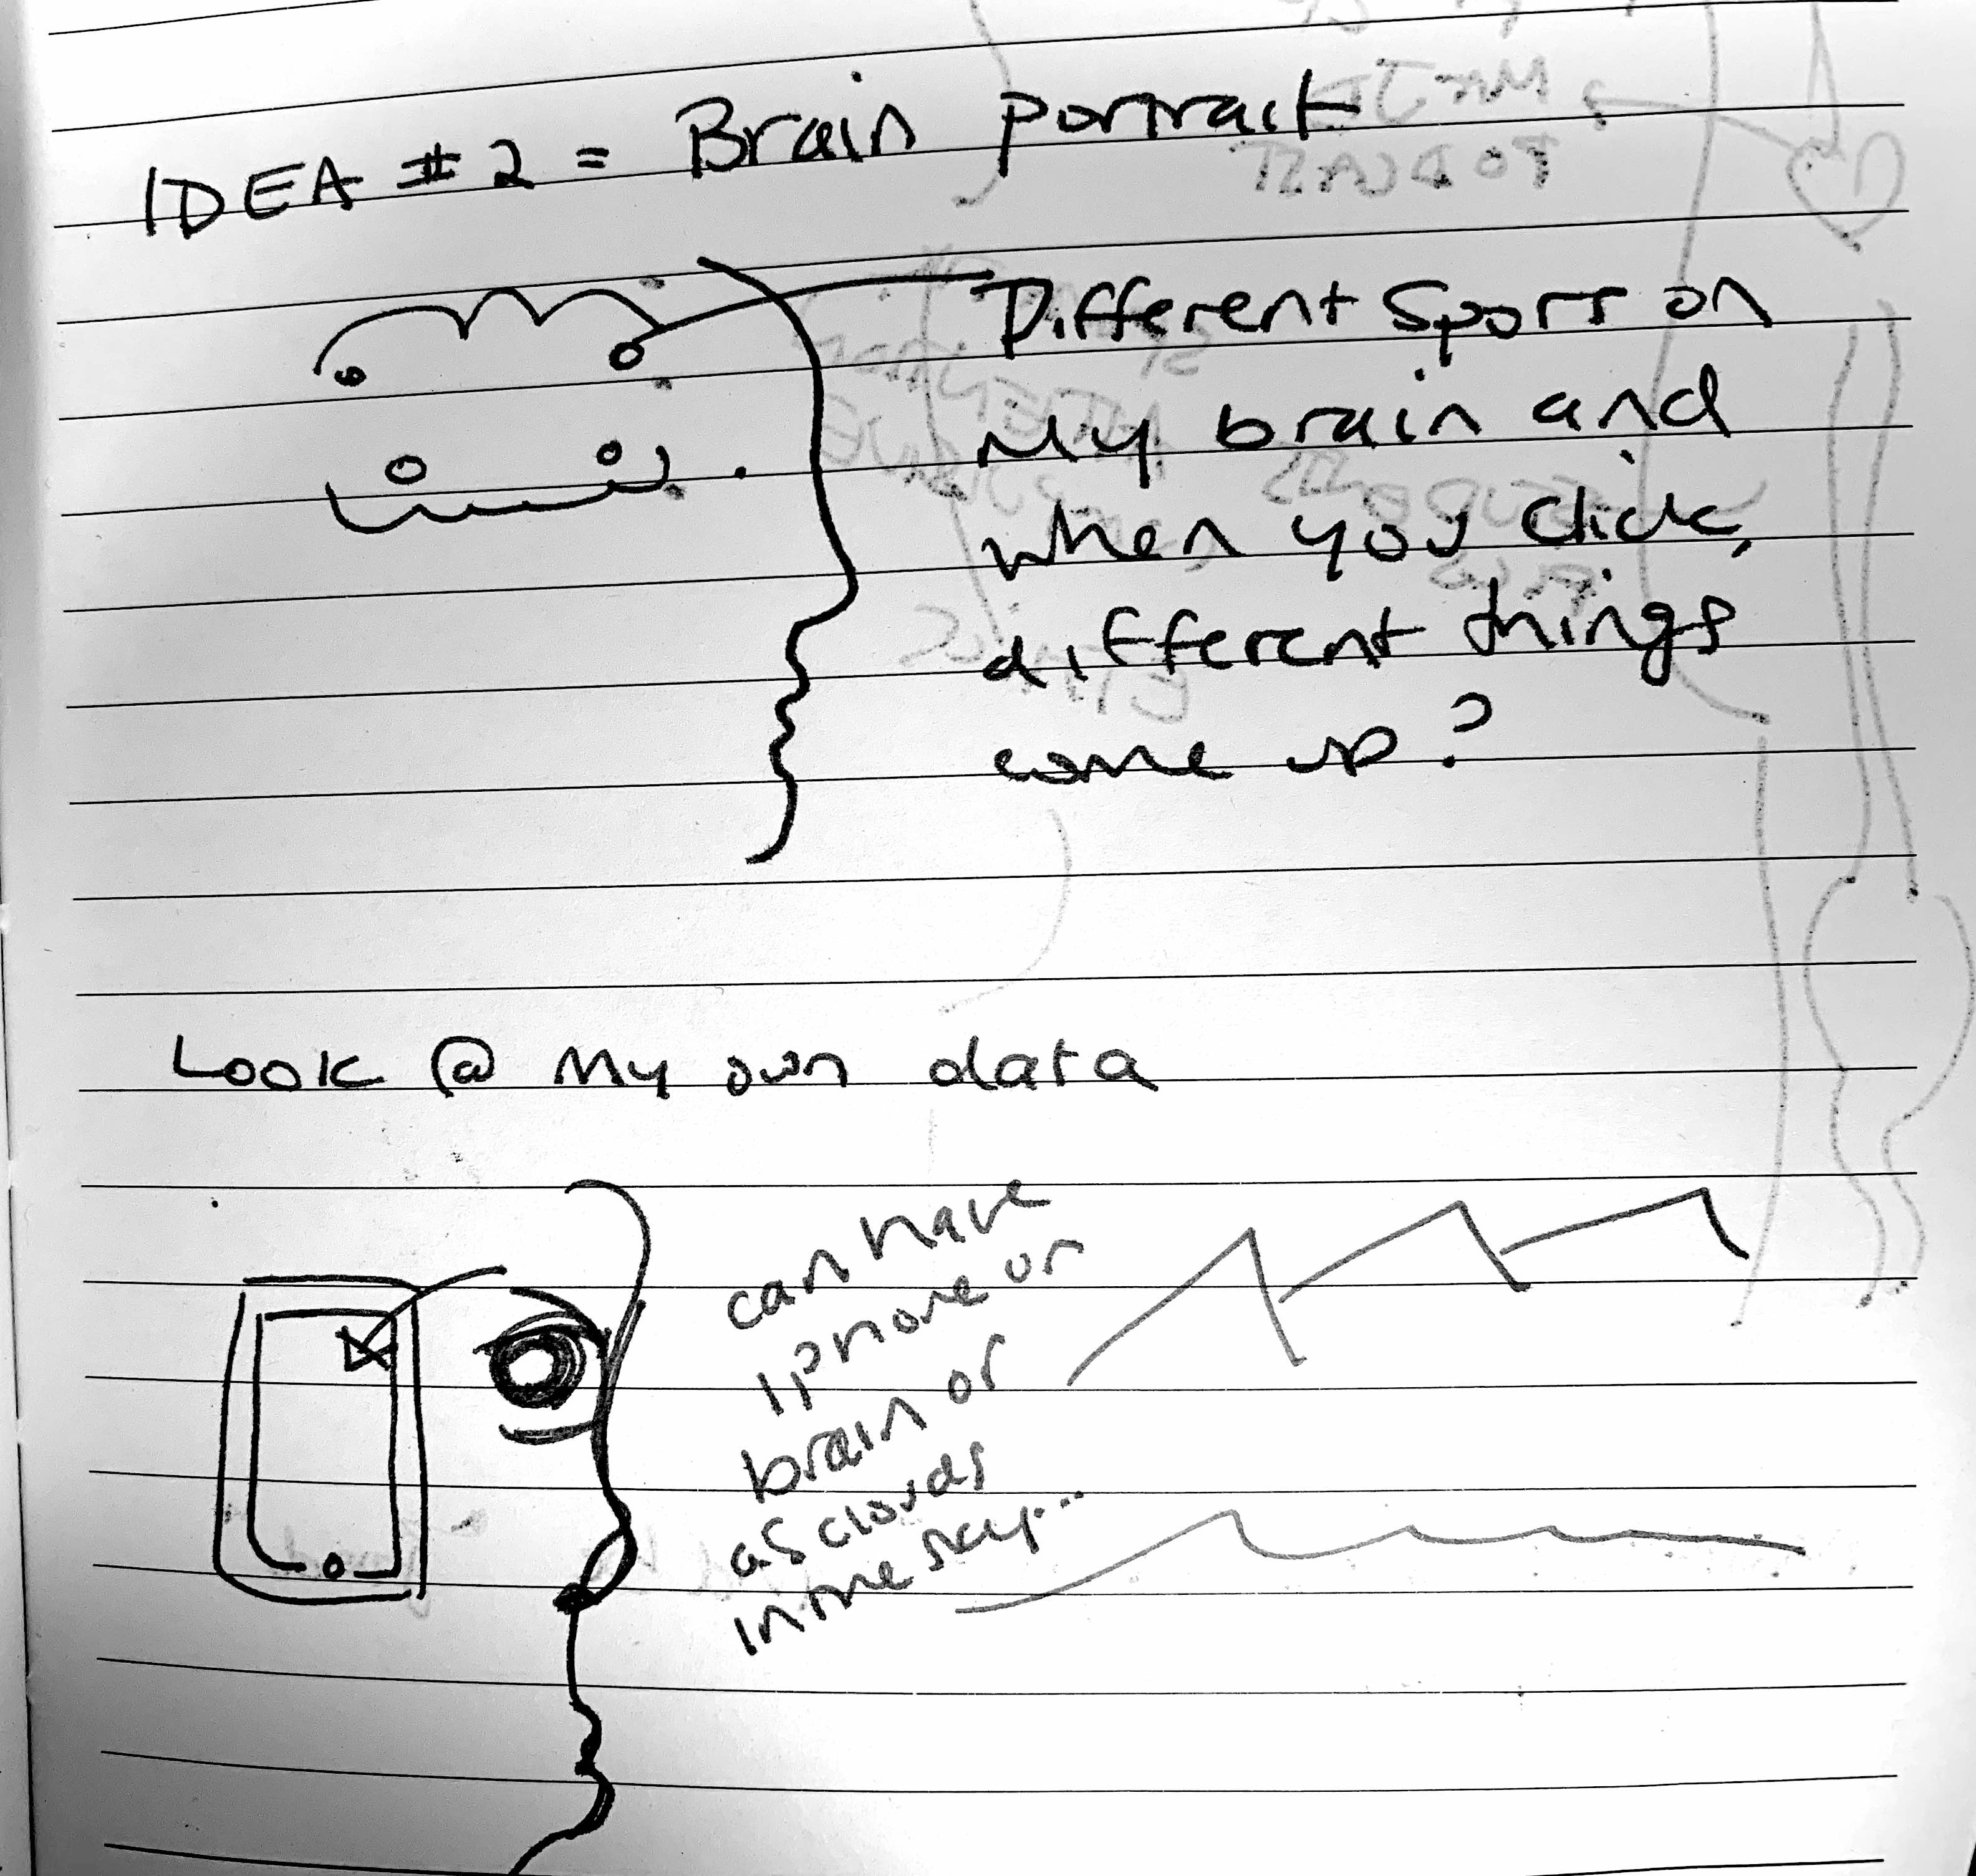 IDEA #2 = Brain portrait
Different Spots on
My brain and
when you click,
different things
come up?
Look @ My own data
can have
iphone or
brain or
as clouds
in the sky...